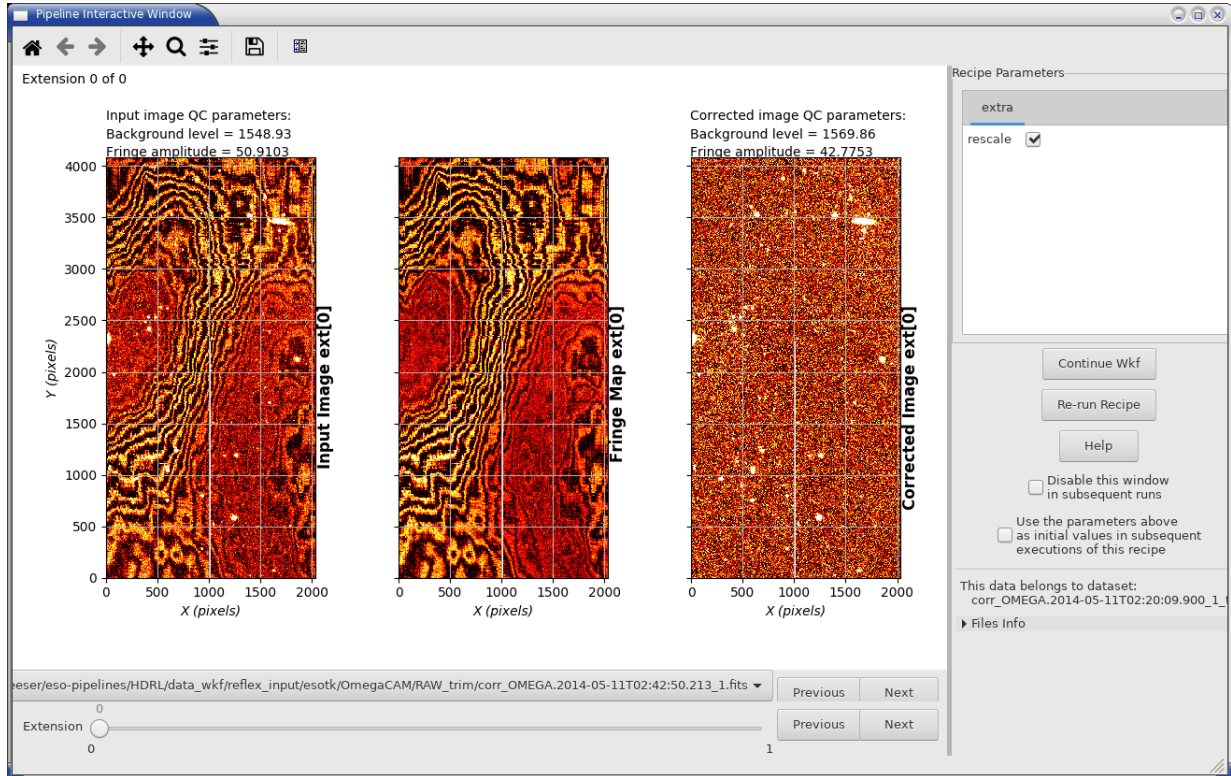 Pipeline Interactive Window
Extension 0 of 0
Input image QC parameters:
Background level = 1548.93
Fringe amplitude = 50.9103
Corrected image QC parameters:
Background level = 1569.86
Fringe amplitude = 42.7753
4000
3500
3000
2500
2000
1500
1000
500
0
Y (pixels)
0 500 1000 1500 2000
X (pixels)
Input Image ext[0]
0 500 1000 1500 2000
X (pixels)
Fringe Map ext[0]
0 500 1000 1500 2000
X (pixels)
Corrected Image ext[0]
Recipe Parameters
extra
rescale
Continue Wkf
Re-run Recipe
Help
Disable this window
in subsequent runs
Use the parameters above
as initial values in subsequent
executions of this recipe
This data belongs to dataset:
corr_OMEGA.2014-05-11T02:20:09.900_1_f
Files Info
eeser/eso-pipelines/HDRL/data_wkf/reflex_input/esotk/OmegaCAM/RAW_trim/corr_OMEGA.2014-05-11T02:42:50.213_1.fits
Previous Next
0
Extension
Previous Next
0 1